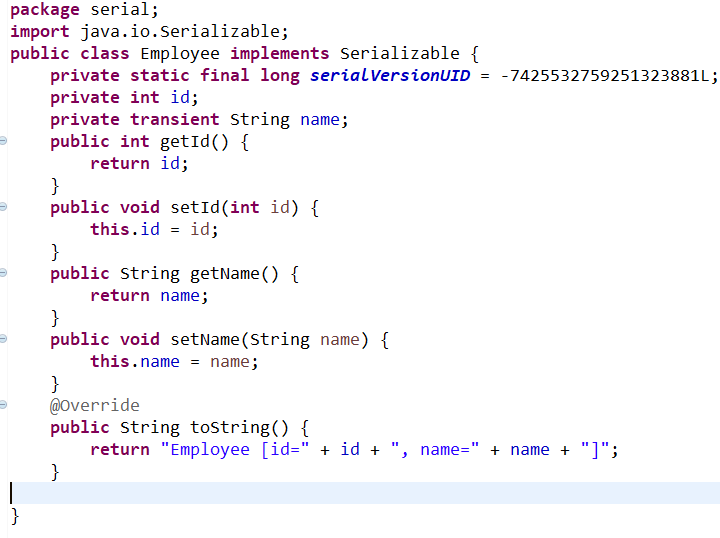 package serial;
import java.io.Serializable;
public class Employee implements Serializable {
    private static final long serialVersionUID = -7425532759251323881L;
    private int id;
    private transient String name;
    public int getId() {
        return id;
    }
    public void setId(int id) {
        this.id = id;
    }
    public String getName() {
        return name;
    }
    public void setName(String name) {
        this.name = name;
    }
    @Override
    public String toString() {
        return "Employee [id=" + id + ", name=" + name + "]";
    }
}